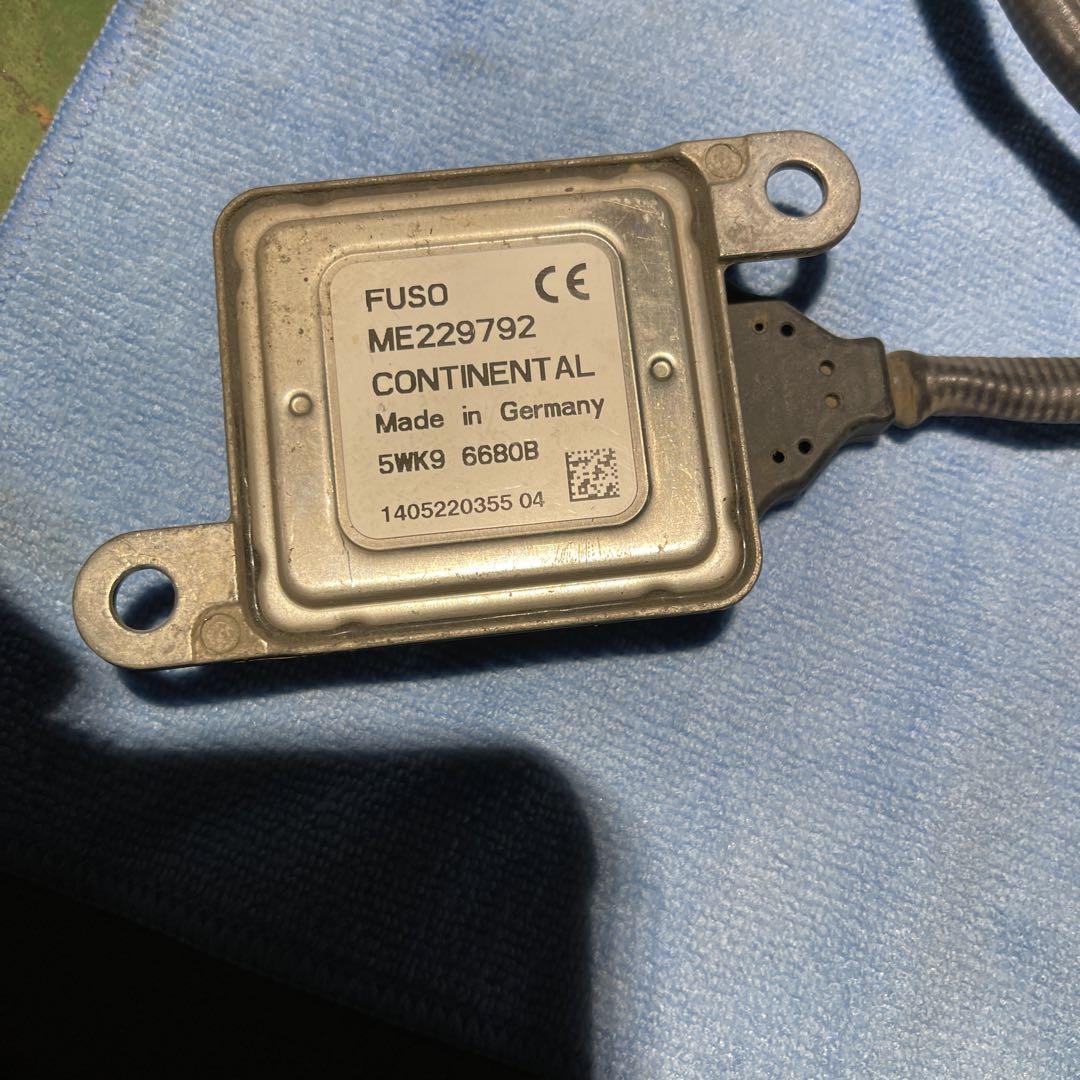 FUSO CE
ME229792
CONTINENTAL
Made in Germany
5WK9 6680B
1405220355 04